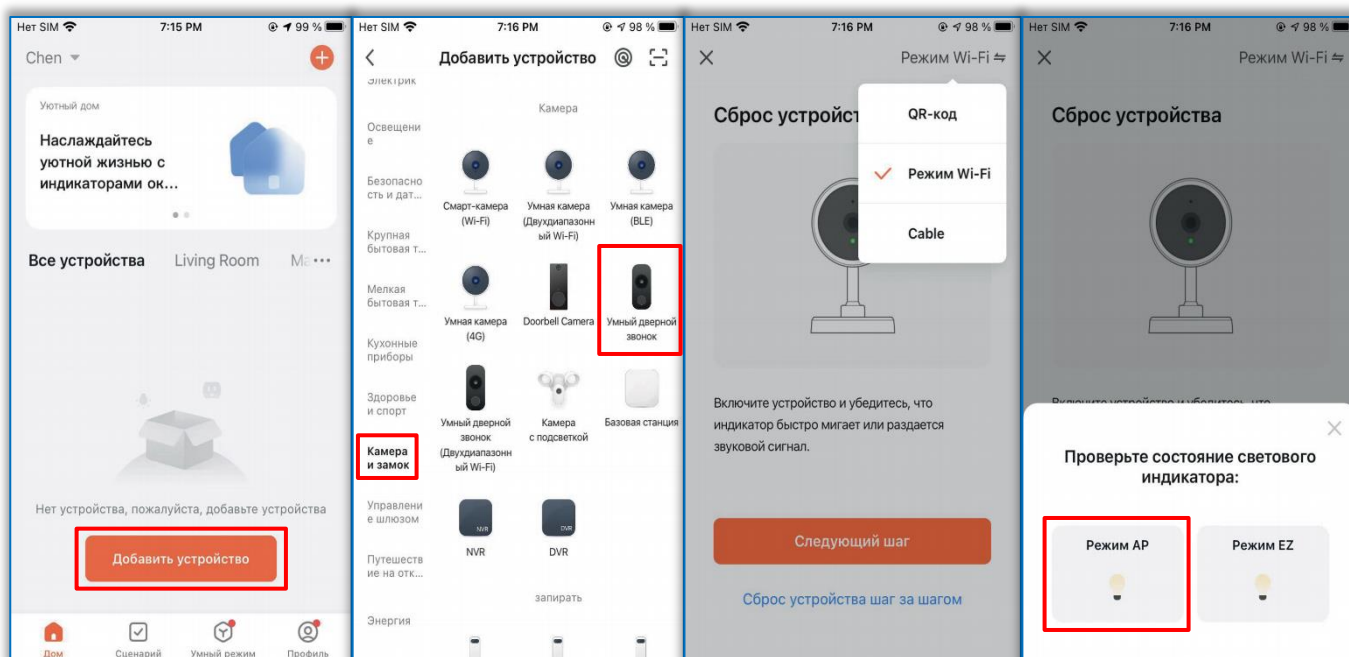 Нет SIM 7:15 PM 99 %
Chen
Уютный дом
Наслаждайтесь
уютной жизнью с
индикаторами ок...
Все устройства Living Room Ma
Нет устройства, пожалуйста, добавьте устройства
Добавить устройство
Дом Сценарий Умный режим Профиль
Нет SIM 7:16 PM 98 %
Добавить устройство
Электрик
Освещени
е
Безопасно
сть и дат...
Крупная
бытовая т...
Мелкая
бытовая т...
Кухонные
приборы
Здоровье
и спорт
Камера
и замок
Управлени
е шлюзом
Путешеств
ие на отк...
Энергия
Камера
Смарт-камера
(Wi-Fi)
Умная камера
(Двухдиапазонн
ый Wi-Fi)
Умная камера
(BLE)
Умная камера
(4G)
Doorbell Camera
Умный дверной
звонок
Умный дверной
звонок
(Двухдиапазонн
ый Wi-Fi)
Камера
с подсветкой
Базовая станция
NVR
NVR
DVR
DVR
запирать
Нет SIM 7:16 PM 98 %
Режим Wi-Fi
Сброс устройст
QR-код
Режим Wi-Fi
Cable
Включите устройство и убедитесь, что
индикатор быстро мигает или раздается
звуковой сигнал.
Следующий шаг
Сброс устройства шаг за шагом
Нет SIM 7:16 PM 98 %
Режим Wi-Fi
Сброс устройства
Включите устройство и убедитесь, что
Проверьте состояние светового
индикатора:
Режим AP Режим EZ